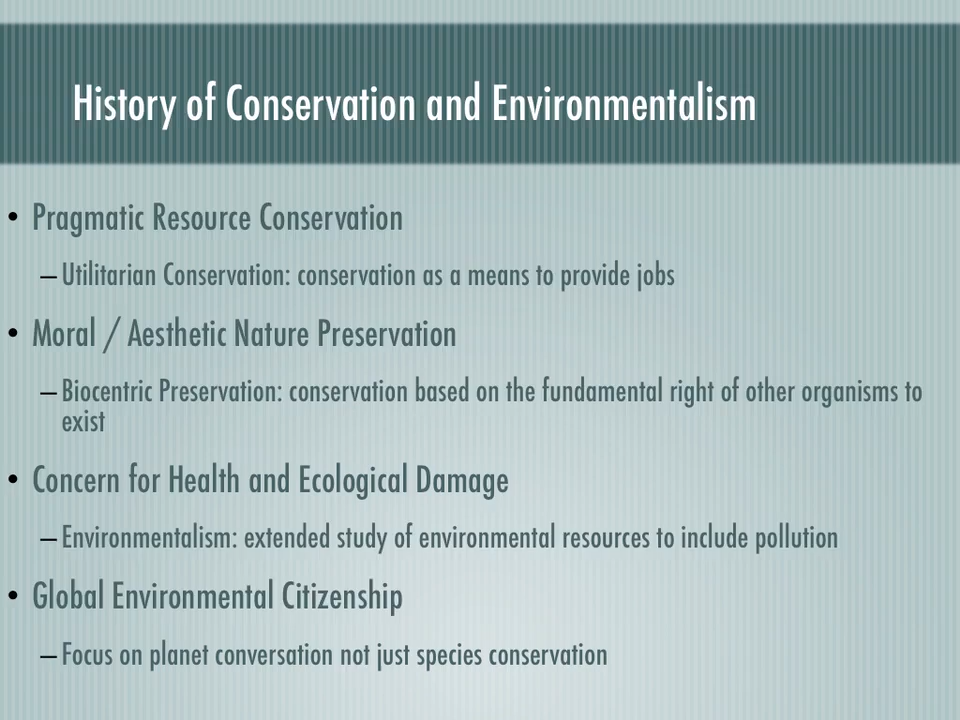 History of Conservation and Environmentalism
• Pragmatic Resource Conservation
– Utilitarian Conservation: conservation as a means to provide jobs
• Moral / Aesthetic Nature Preservation
– Biocentric Preservation: conservation based on the fundamental right of other organisms to
exist
• Concern for Health and Ecological Damage
– Environmentalism: extended study of environmental resources to include pollution
• Global Environmental Citizenship
– Focus on planet conversation not just species conservation